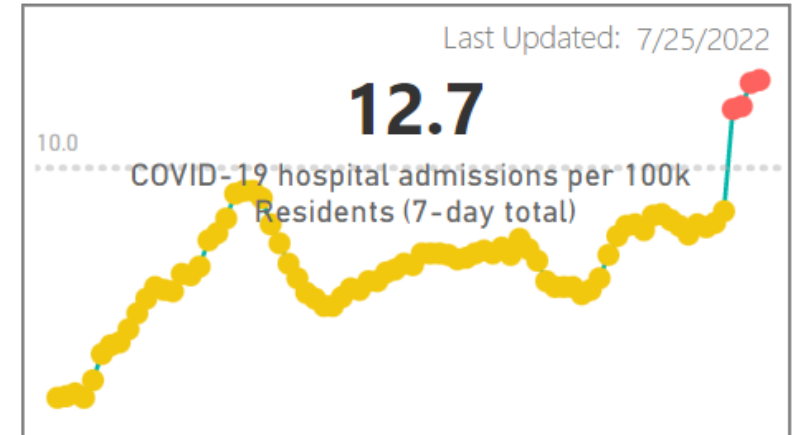 Last Updated: 7/25/2022
12.7
10.0
COVID-19 hospital admissions per 100k
Residents (7-day total)